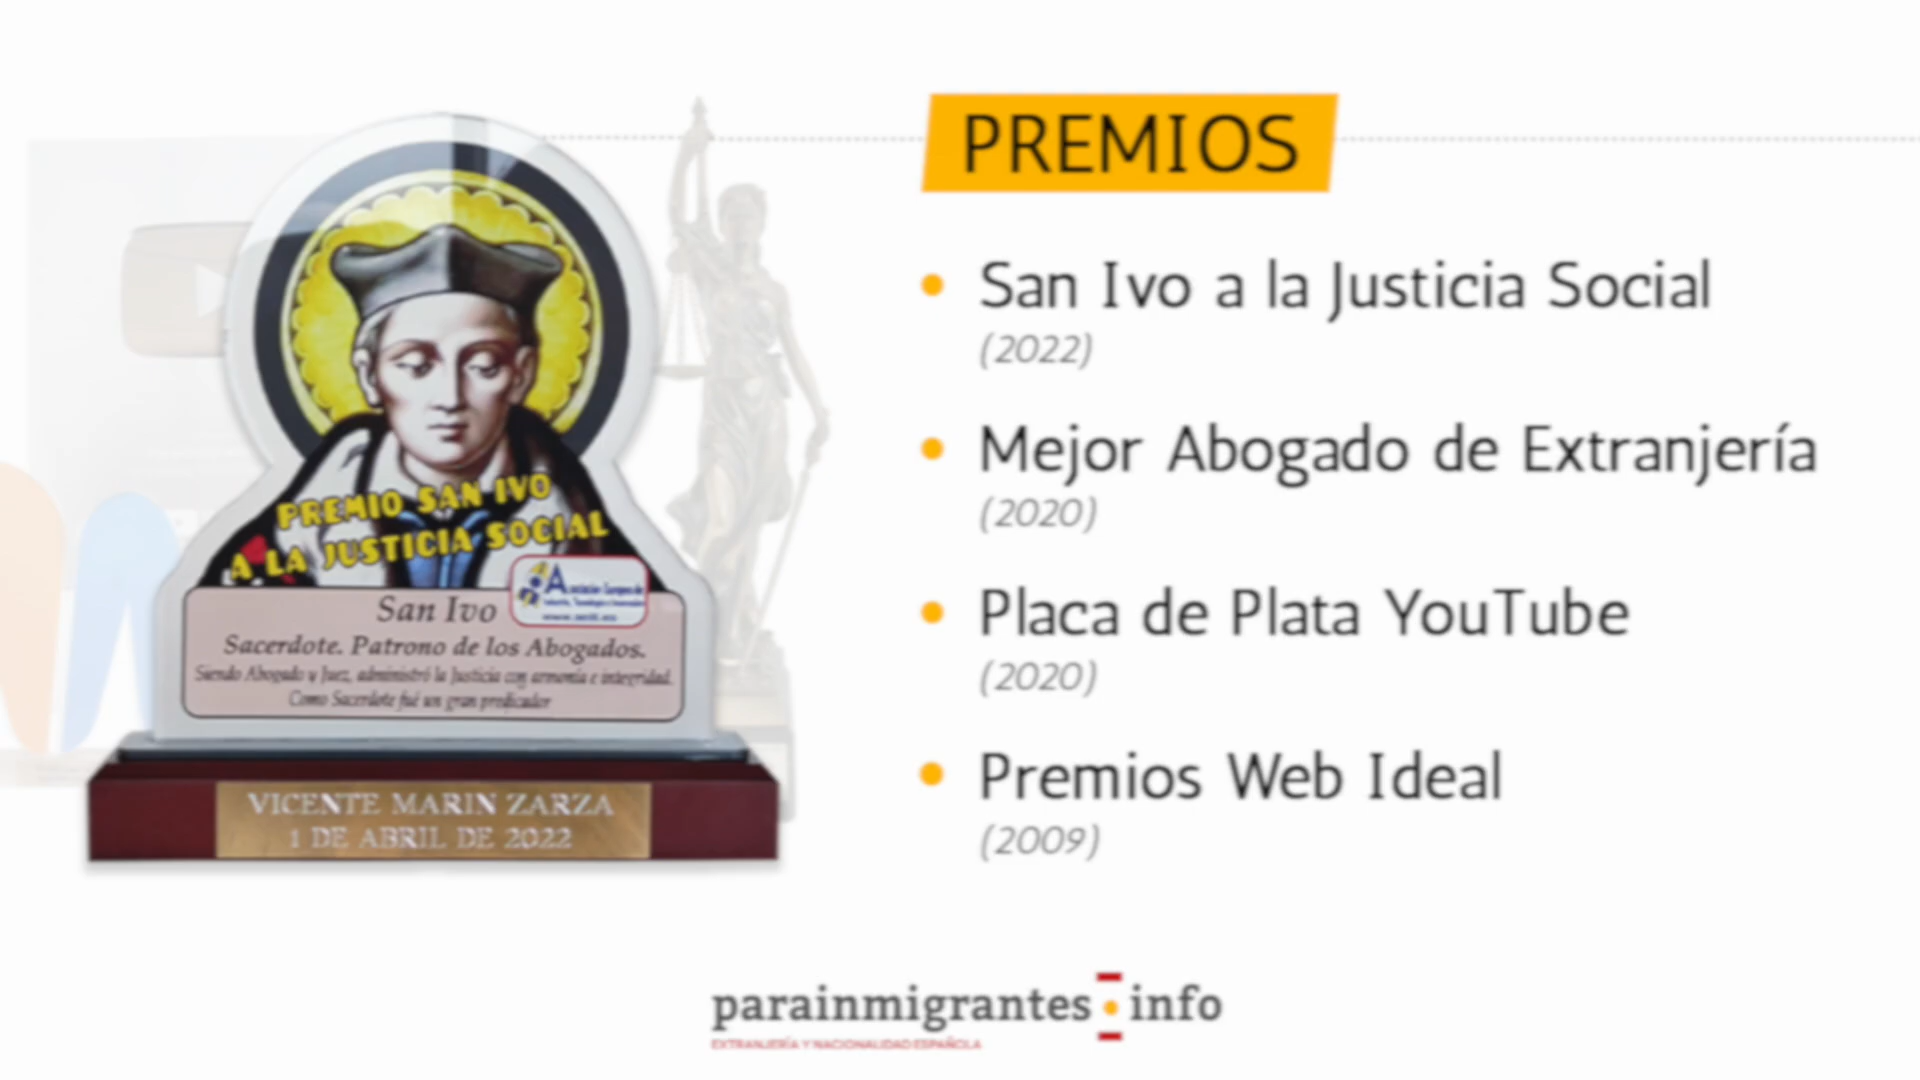 PREMIOS
San Ivo a la Justicia Social
(2022)
Mejor Abogado de Extranjería
(2020)
Placa de Plata YouTube
(2020)
Premios Web Ideal
(2009)
PREMIO SAN IVO
A LA JUSTICIA SOCIAL
San Ivo
Sacerdote. Patrono de los Abogados.
Siendo Abogado y Juez, administró la Justicia con armonía e integridad.
Como Sacerdote fué un gran predicador
VICENTE MARIN ZARZA
1 DE ABRIL DE 2022
parainmigrantes.info
EXTRANJERÍA Y NACIONALIDAD ESPAÑOLA